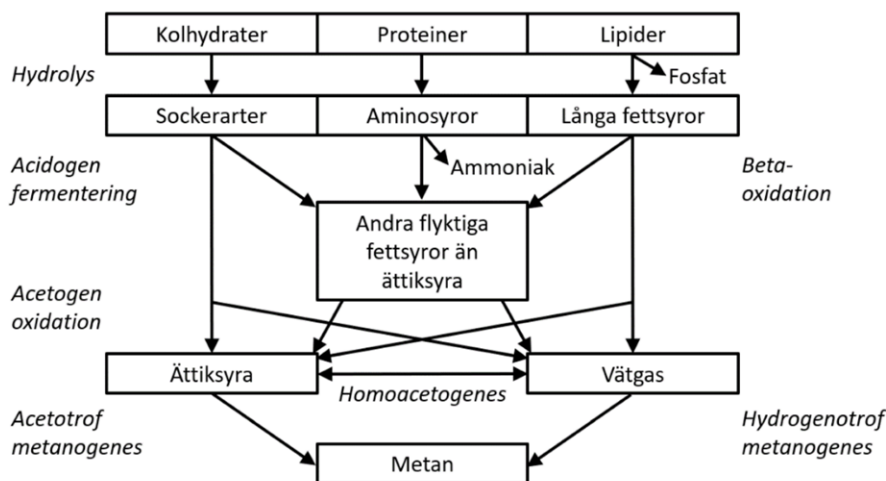 Kolhydrater
Proteiner
Lipider
Hydrolys
Fosfat
Sockerarter
Aminosyror
Långa fettsyror
Acidogen
fermentering
Ammoniak
Beta-
oxidation
Andra flyktiga
fettsyror än
ättiksyra
Acetogen
oxidation
Ättiksyra
Homoacetogenes
Vätgas
Acetotrof
metanogenes
Hydrogenotrof
metanogenes
Metan